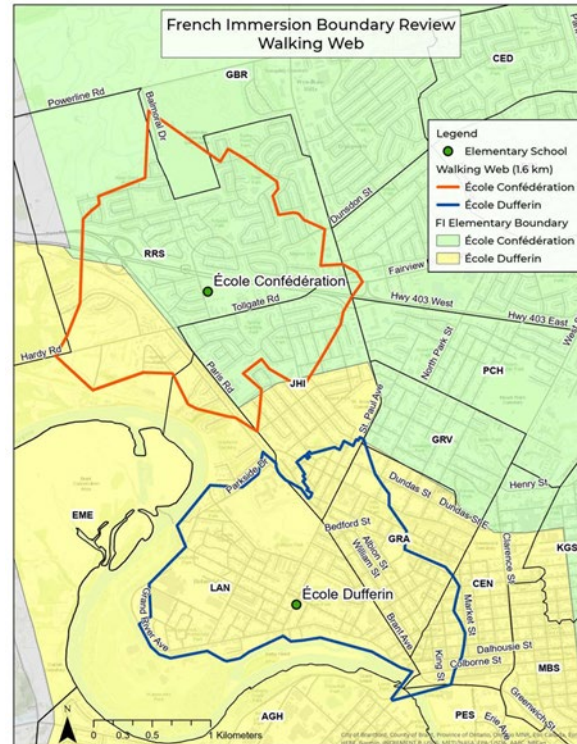 French Immersion Boundary Review
Walking Web
CED
GBR
Powerline Rd
Balmoral Dr
Legend
Elementary School
Walking Web (1.6 km)
École Confédération
École Dufferin
FI Elementary Boundary
École Confédération
École Dufferin
Dunsdon St
RRS
Fairview
École Confédération
Tollgate Rd
Hwy 403 West
Hwy 403 East
West St
Hardy Rd
North Park St
PCH
Paris Rd
JHI
St. Paul Ave
GRV
Parkside Dr
Dundas St
Dundas St E
Henry St
EME
Bedford St
KGS
GRA
Albion St
William St
Clarence St
CEN
LAN
École Dufferin
Grand River Ave
Market St
Brant Ave
King St
Dalhousie St
Colborne St
MBS
Greenwich St
AGH
PES
Erie Ave
N
0 0.3 0.6 1
Kilometers